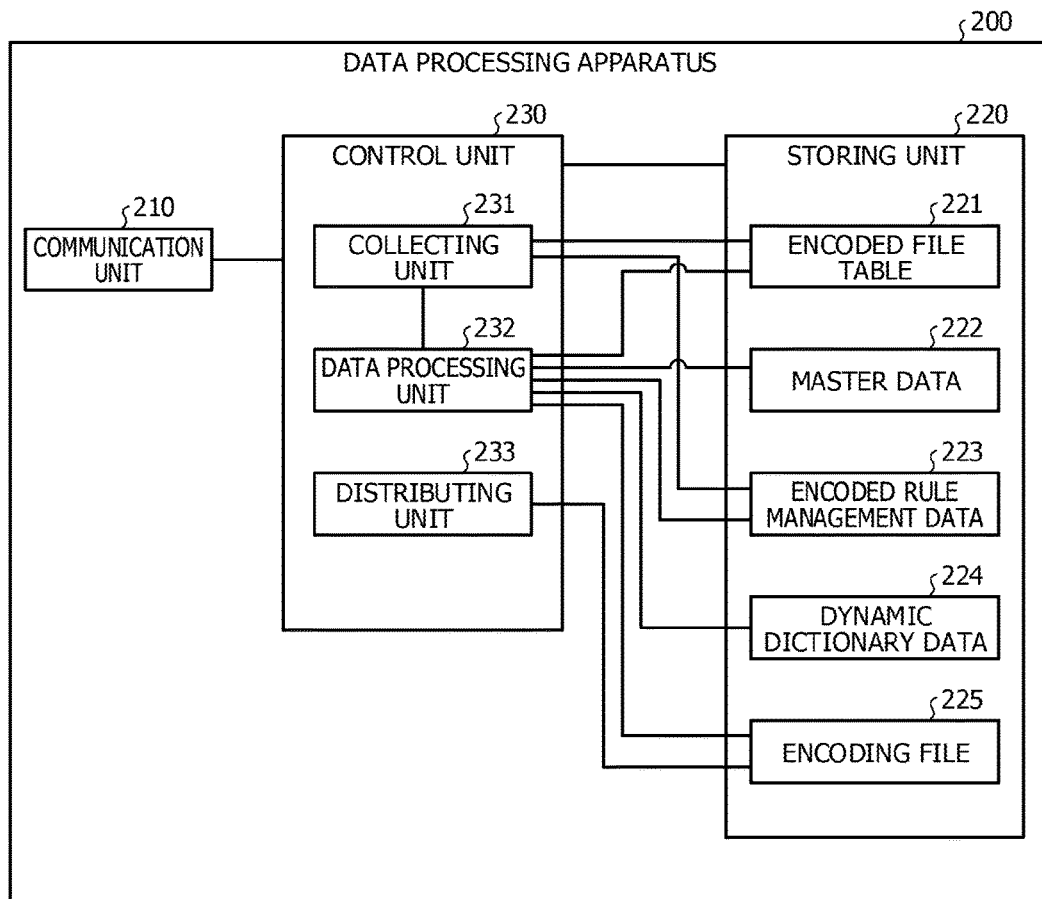 200
DATA PROCESSING APPARATUS
230
CONTROL UNIT
220
STORING UNIT
210
COMMUNICATION
UNIT
231
COLLECTING
UNIT
221
ENCODED FILE
TABLE
232
DATA PROCESSING
UNIT
222
MASTER DATA
233
DISTRIBUTING
UNIT
223
ENCODED RULE
MANAGEMENT DATA
224
DYNAMIC
DICTIONARY DATA
225
ENCODING FILE